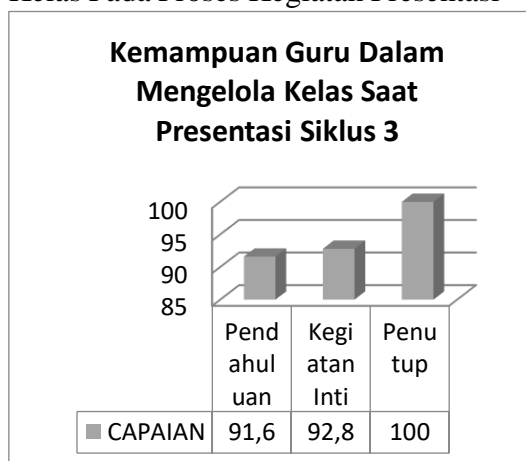 Kelas Pada Proses Kegiatan Presentasi
Kemampuan Guru Dalam
Mengelola Kelas Saat
Presentasi Siklus 3
100
95
90
85
Pend
ahul
uan
Kegi
atan
Inti
Penu
tup
CAPAIAN 91,6 92,8 100